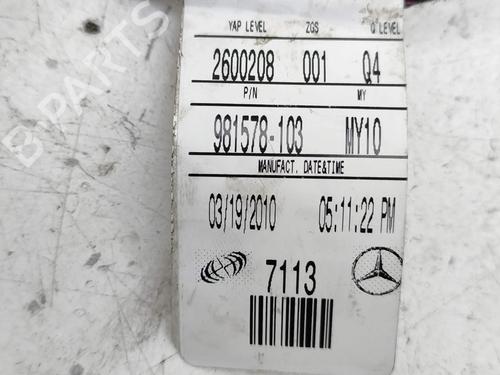 YAP LEVEL ZGS Q LEVEL
2600208 001 Q4
P/N MY
981578-103 MY10
MANUFACT. DATE&TIME
03/19/2010 05:11:22 PM
7113
B-PARTS